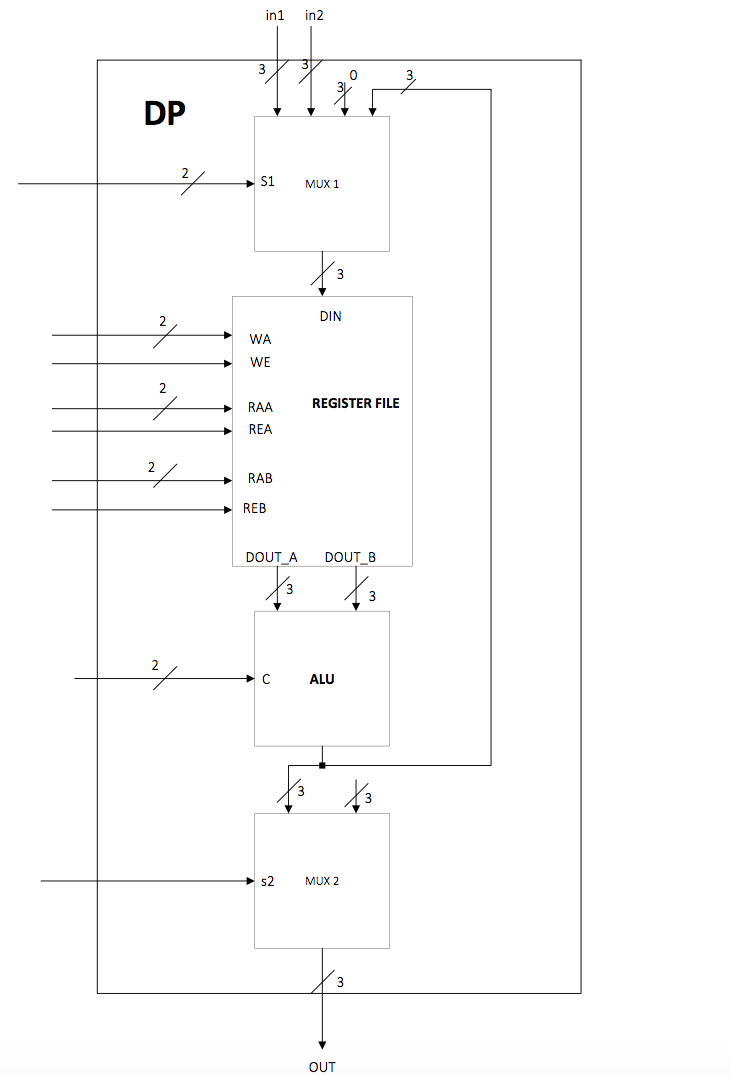 in1 in2
3 3 0 3
3
DP
2
S1 MUX 1
3
DIN
2
WA
WE
2
RAA REGISTER FILE
REA
2
RAB
REB
DOUT_A DOUT_B
3 3
2
C ALU
3 3
s2 MUX 2
3
OUT